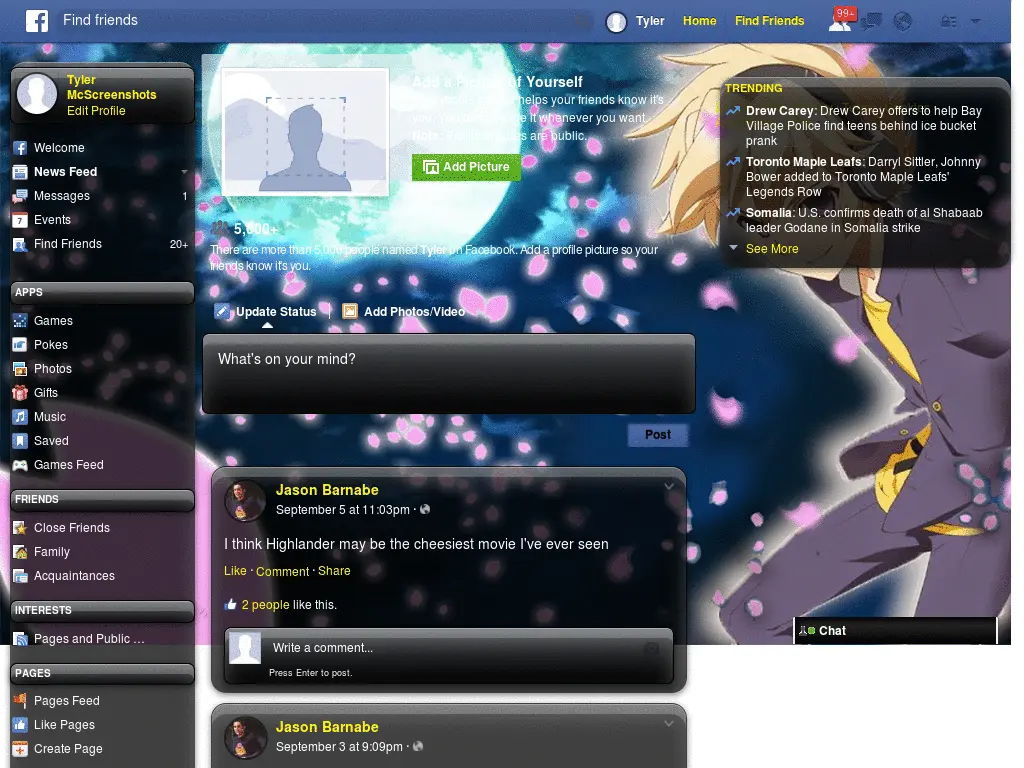 Find friends
Tyler
Home
Find Friends
99+
Tyler
McScreenshots
Edit Profile
Welcome
News Feed
Messages
1
Events
Find Friends
20+
APPS
Games
Pokes
Photos
Gifts
Music
Saved
Games Feed
FRIENDS
Close Friends
Family
Acquaintances
INTERESTS
Pages and Public ...
PAGES
Pages Feed
Like Pages
Create Page
Add a Picture of Yourself
helps your friends know it's
you. You can change it whenever you want.
are public.
Add Picture
5,000+
There are more than 5,000 people named Tyler on Facebook. Add a profile picture so your
friends know it's you.
Update Status
Add Photos/Video
What's on your mind?
Post
Jason Barnabe
September 5 at 11:03pm ·
I think Highlander may be the cheesiest movie I've ever seen
Like · Comment · Share
2 people like this.
Write a comment...
Press Enter to post.
Jason Barnabe
September 3 at 9:09pm ·
TRENDING
Drew Carey: Drew Carey offers to help Bay
Village Police find teens behind ice bucket
prank
Toronto Maple Leafs: Darryl Sittler, Johnny
Bower added to Toronto Maple Leafs'
Legends Row
Somalia: U.S. confirms death of al Shabaab
leader Godane in Somalia strike
See More
Chat